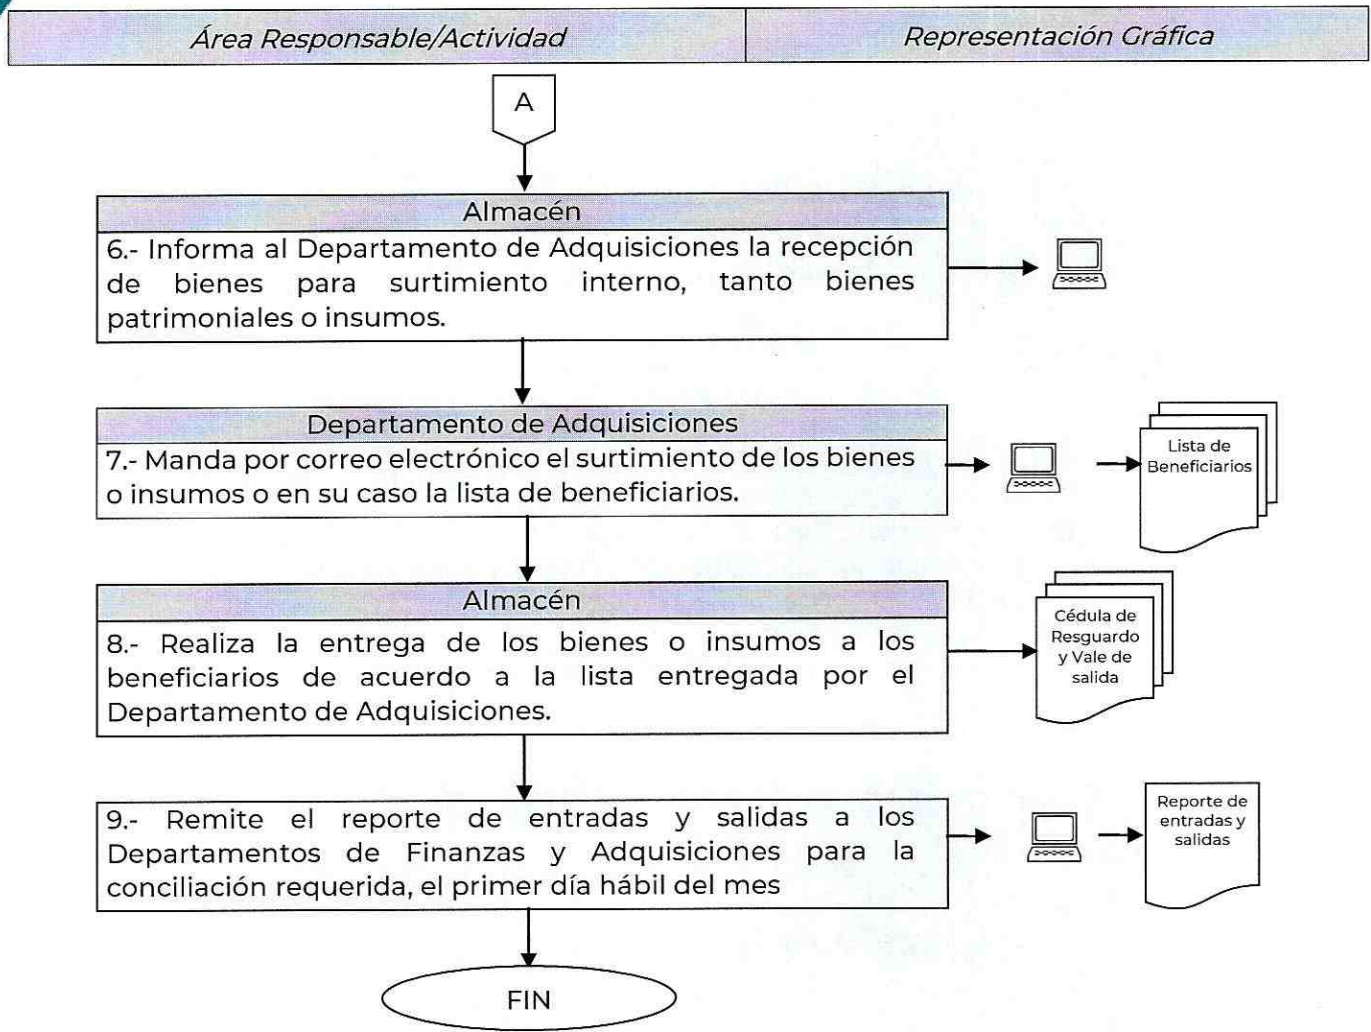 Área Responsable/Actividad
Representación Gráfica
A
Almacén
6.- Informa al Departamento de Adquisiciones la recepción
de bienes para surtimiento interno, tanto bienes
patrimoniales o insumos.
Departamento de Adquisiciones
7.- Manda por correo electrónico el surtimiento de los bienes
o insumos o en su caso la lista de beneficiarios.
Lista de
Beneficiarios
Almacén
8.- Realiza la entrega de los bienes o insumos a los
beneficiarios de acuerdo a la lista entregada por el
Departamento de Adquisiciones.
Cédula de
Resguardo
y Vale de
salida
9.- Remite el reporte de entradas y salidas a los
Departamentos de Finanzas y Adquisiciones para la
conciliación requerida, el primer día hábil del mes
Reporte de
entradas y
salidas
FIN